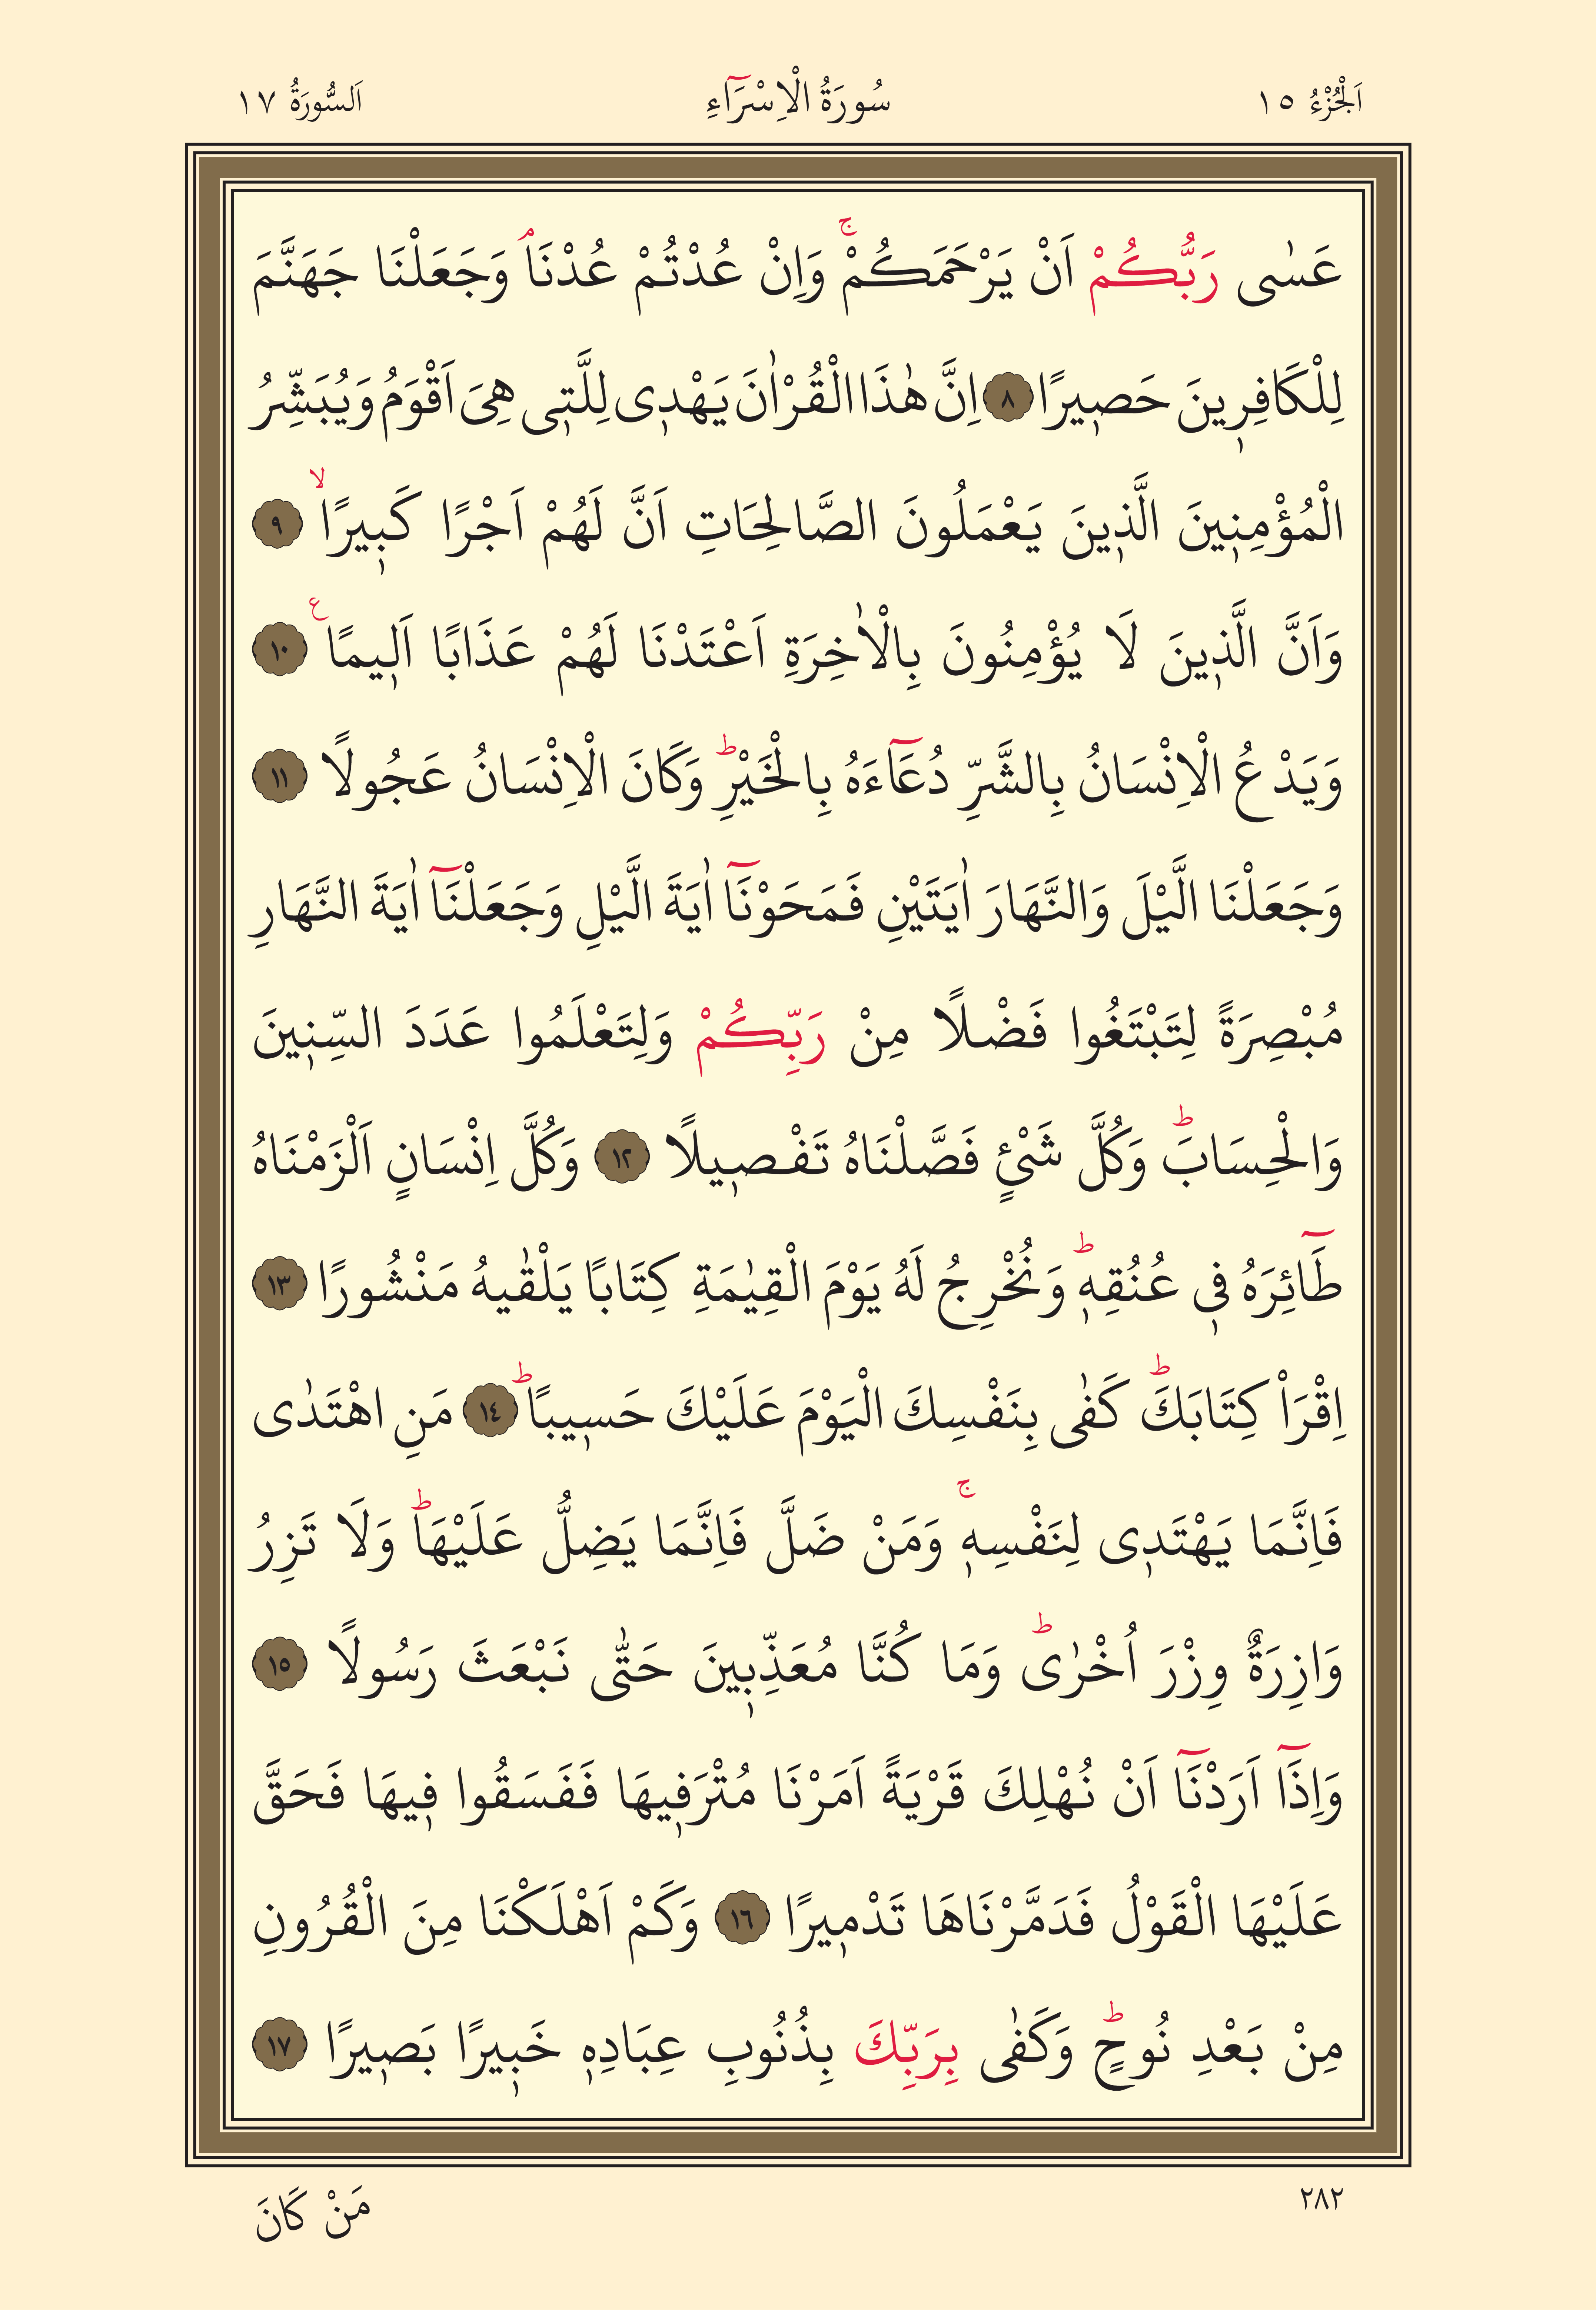 اَلْجُزْءُ ١٥
سُورَةُ الْاِسْرَٓاءِ
اَلسُّورَةُ ١٧
عَسٰى رَبُّكُمْ اَنْ يَرْحَمَكُمْۚ وَاِنْ عُدْتُمْ عُدْنَاۢ وَجَعَلْنَا جَهَنَّمَ
لِلْكَافِر۪ينَ حَص۪يرًا ٨ اِنَّ هٰذَا الْقُرْاٰنَ يَهْد۪ى لِلَّت۪ى هِىَ اَقْوَمُ وَيُبَشِّرُ
الْمُؤْمِن۪ينَ الَّذ۪ينَ يَعْمَلُونَ الصَّالِحَاتِ اَنَّ لَهُمْ اَجْرًا كَب۪يرًاۙ ٩
وَاَنَّ الَّذ۪ينَ لَا يُؤْمِنُونَ بِالْاٰخِرَةِ اَعْتَدْنَا لَهُمْ عَذَابًا اَل۪يمًاࣖ ١٠
وَيَدْعُ الْاِنْسَانُ بِالشَّرِّ دُعَٓاءَهُ بِالْخَيْرِۜ وَكَانَ الْاِنْسَانُ عَجُولًا ١١
وَجَعَلْنَا الَّيْلَ وَالنَّهَارَ اٰيَتَيْنِ فَمَحَوْنَٓا اٰيَةَ الَّيْلِ وَجَعَلْنَٓا اٰيَةَ النَّهَارِ
مُبْصِرَةً لِتَبْتَغُوا فَضْلًا مِنْ رَبِّكُمْ وَلِتَعْلَمُوا عَدَدَ السِّن۪ينَ
وَالْحِسَابَۜ وَكُلَّ شَىْءٍ فَصَّلْنَاهُ تَفْص۪يلًا ١٢ وَكُلَّ اِنْسَانٍ اَلْزَمْنَاهُ
طَٓائِرَهُ ف۪ى عُنُقِه۪ۜ وَنُخْرِجُ لَهُ يَوْمَ الْقِيٰمَةِ كِتَابًا يَلْقٰيهُ مَنْشُورًا ١٣
اِقْرَاْ كِتَابَكَۜ كَفٰى بِنَفْسِكَ الْيَوْمَ عَلَيْكَ حَس۪يبًاۜ ١٤ مَنِ اهْتَدٰى
فَاِنَّمَا يَهْتَد۪ى لِنَفْسِه۪ۚ وَمَنْ ضَلَّ فَاِنَّمَا يَضِلُّ عَلَيْهَاۜ وَلَا تَزِرُ
وَازِرَةٌ وِزْرَ اُخْرٰىۜ وَمَا كُنَّا مُعَذِّب۪ينَ حَتّٰى نَبْعَثَ رَسُولًا ١٥
وَاِذَٓا اَرَدْنَٓا اَنْ نُهْلِكَ قَرْيَةً اَمَرْنَا مُتْرَف۪يهَا فَفَسَقُوا ف۪يهَا فَحَقَّ
عَلَيْهَا الْقَوْلُ فَدَمَّرْنَاهَا تَدْم۪يرًا ١٦ وَكَمْ اَهْلَكْنَا مِنَ الْقُرُونِ
مِنْ بَعْدِ نُوحٍۜ وَكَفٰى بِرَبِّكَ بِذُنُوبِ عِبَادِه۪ خَب۪يرًا بَص۪يرًا ١٧
٢٨٢
مَنْ كَانَ